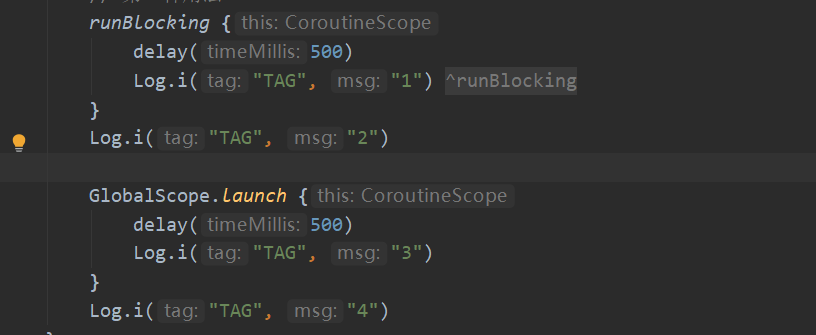 runBlocking { this: CoroutineScope
delay( timeMillis: 500)
Log.i( tag: "TAG", msg: "1") ^runBlocking
}
Log.i( tag: "TAG", msg: "2")
GlobalScope.launch { this: CoroutineScope
delay( timeMillis: 500)
Log.i( tag: "TAG", msg: "3")
}
Log.i( tag: "TAG", msg: "4")